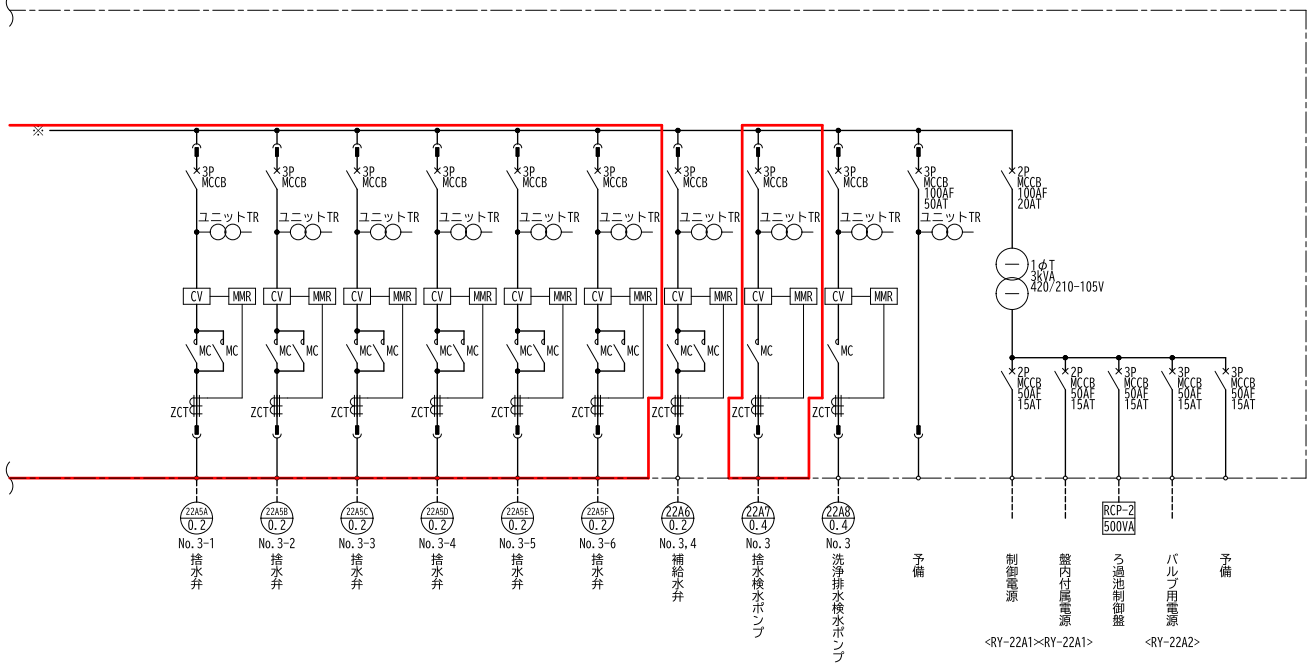 ※
3P
MCCB
3P
MCCB
3P
MCCB
3P
MCCB
3P
MCCB
3P
MCCB
3P
MCCB
3P
MCCB
3P
MCCB
3P
MCCB
100AF
50AT
2P
MCCB
100AF
20AT
ユニットTR
ユニットTR
ユニットTR
ユニットTR
ユニットTR
ユニットTR
ユニットTR
ユニットTR
ユニットTR
ユニットTR
1φT
3kVA
420/210-105V
CV MMR
CV MMR
CV MMR
CV MMR
CV MMR
CV MMR
CV MMR
CV MMR
CV MMR
MC MC
MC MC
MC MC
MC MC
MC MC
MC MC
MC MC
MC
MC
2P
MCCB
50AF
15AT
2P
MCCB
50AF
15AT
3P
MCCB
50AF
15AT
3P
MCCB
50AF
15AT
3P
MCCB
50AF
15AT
ZCT
ZCT
ZCT
ZCT
ZCT
ZCT
ZCT
ZCT
ZCT
22A5A
0.2
No.3-1
捨水弁
22A5B
0.2
No.3-2
捨水弁
22A5C
0.2
No.3-3
捨水弁
22A5D
0.2
No.3-4
捨水弁
22A5E
0.2
No.3-5
捨水弁
22A5F
0.2
No.3-6
捨水弁
22A6
0.2
No.3,4
補給水弁
22A7
0.4
No.3
捨水検水ポンプ
22A8
0.4
No.3
洗浄排水検水ポンプ
予備
制御電源
<RY-22A1>
盤内付属電源
<RY-22A1>
RCP-2
500VA
ろ過池制御盤
バルブ用電源
<RY-22A2>
予備